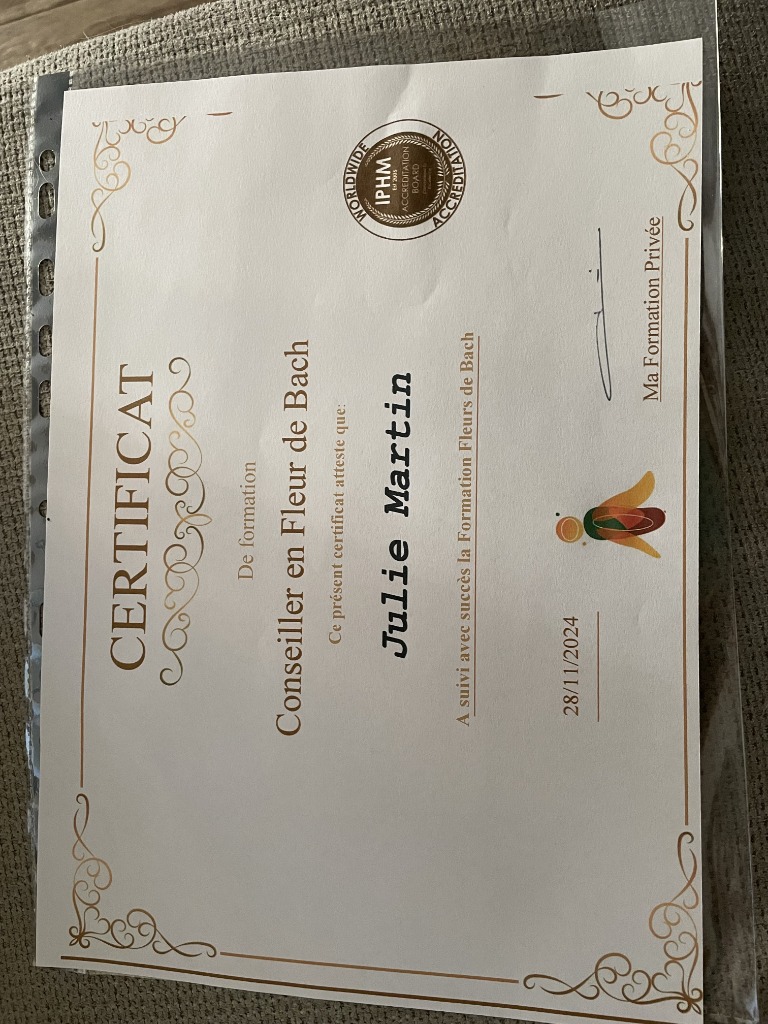 CERTIFICAT
De formation
Conseiller en Fleur de Bach
Ce présent certificat atteste que:
Julie Martin
A suivi avec succès la Formation Fleurs de Bach
28/11/2024
Ma Formation Privée
WORLDWIDE
IPHM
ACCREDITATION
BOARD
ACCREDITATION